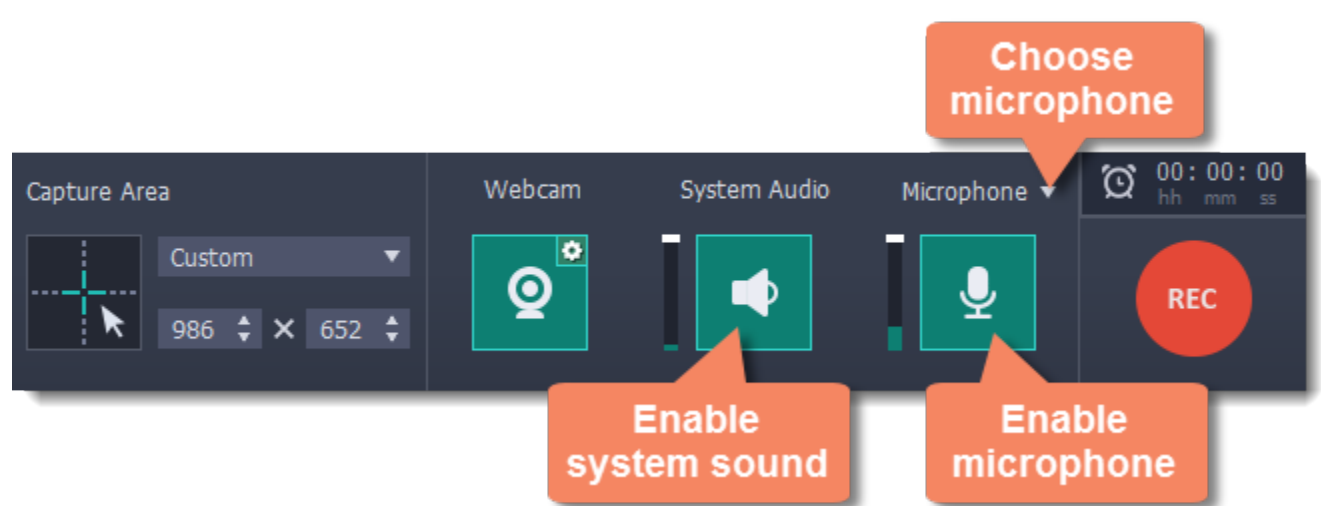 Choose
microphone
Capture Area
Webcam
System Audio
Microphone
00:00:00
hh mm ss
Custom
986 × 652
REC
Enable
system sound
Enable
microphone